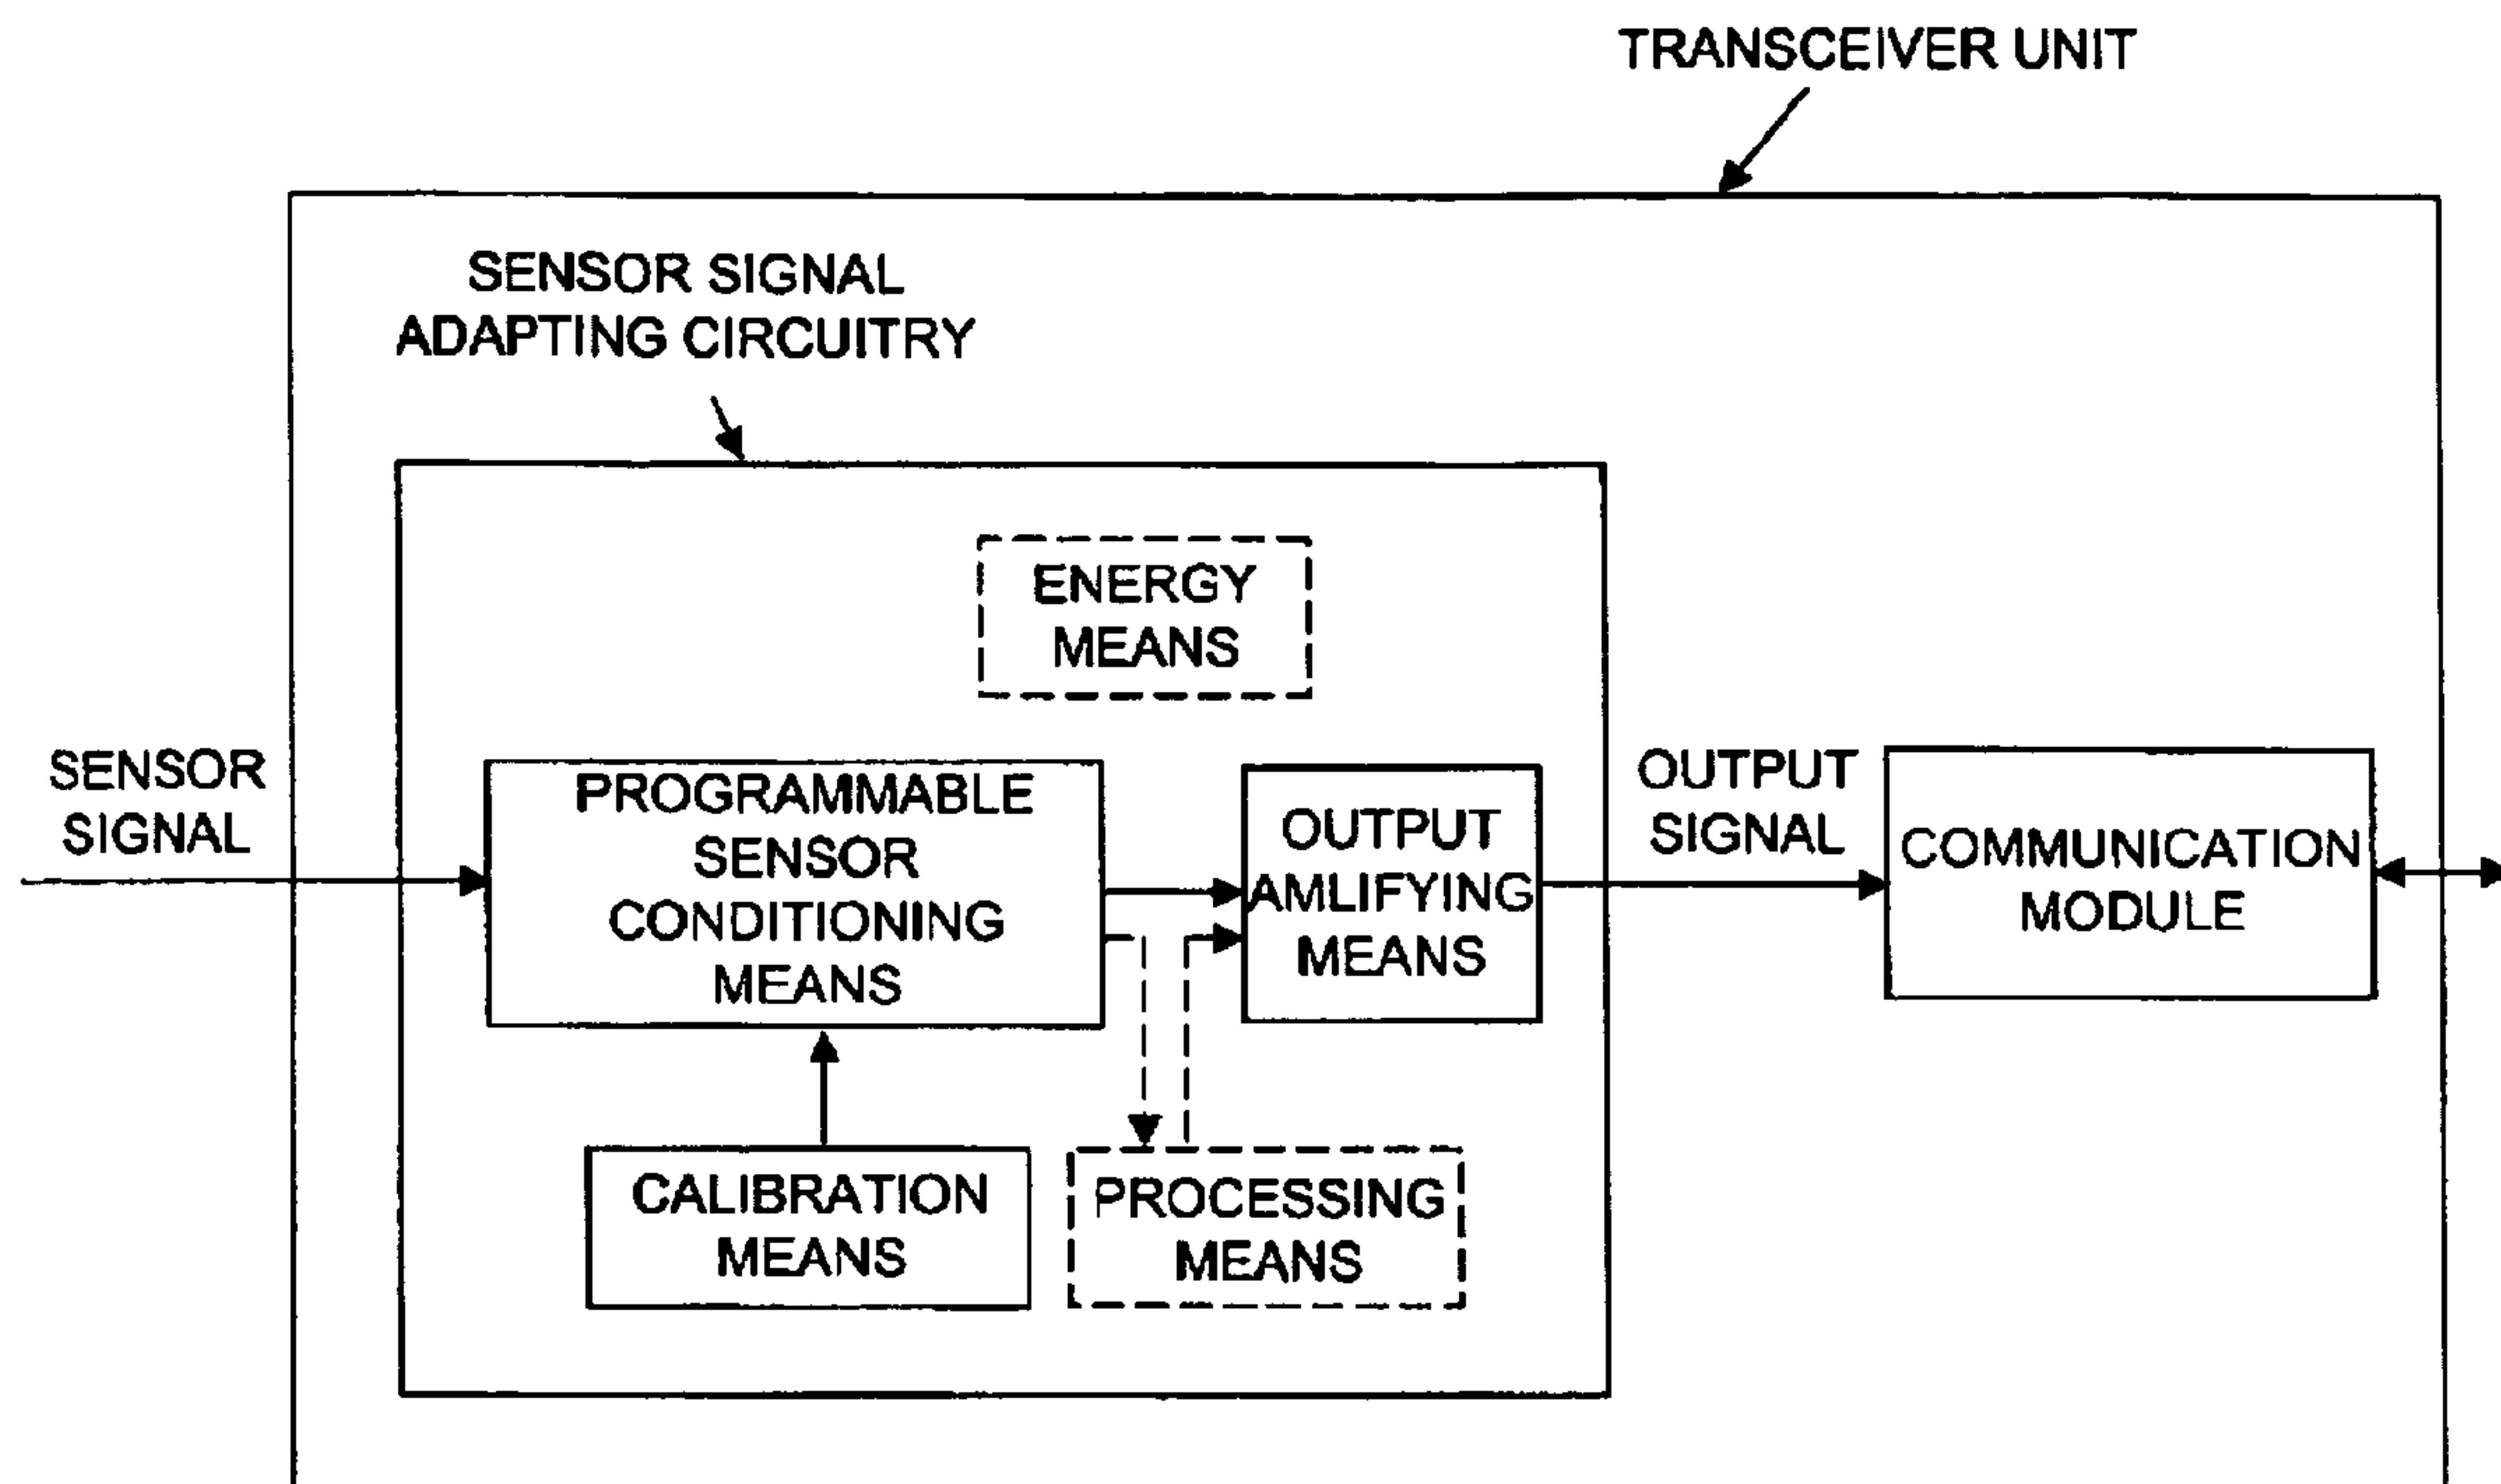 TRANSCEIVER UNIT
SENSOR SIGNAL
ADAPTING CIRCUITRY
ENERGY
MEANS
SENSOR
SIGNAL
PROGRAMMABLE
SENSOR
CONDITIONING
MEANS
OUTPUT
AMLIFYING
MEANS
OUTPUT
SIGNAL
COMMUNICATION
MODULE
CALIBRATION
MEANS
PROCESSING
MEANS